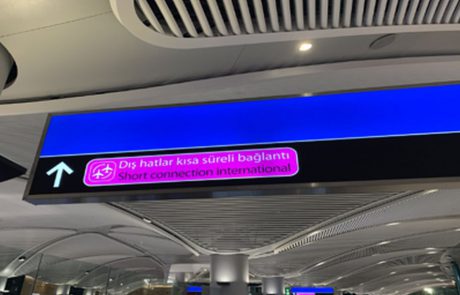 Dış hatlar kısa süreli bağlantı
Short connection international